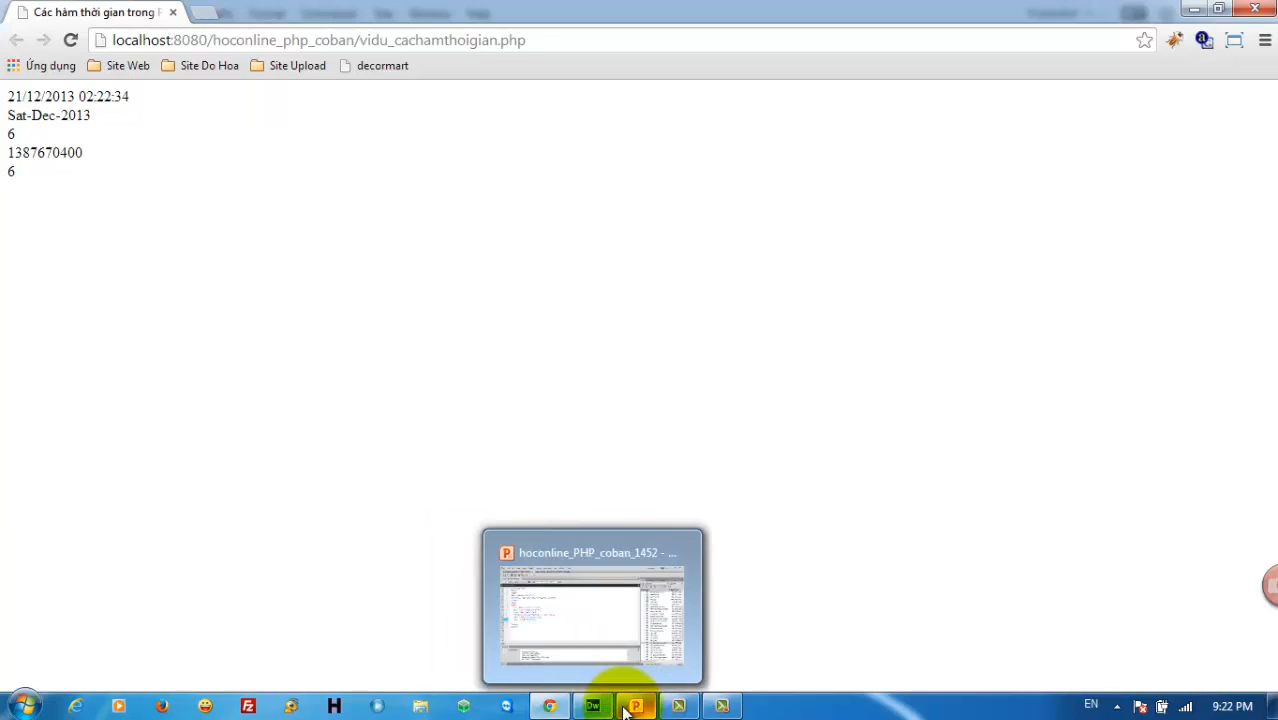 Các hàm thời gian trong P
localhost:8080/hoconline_php_coban/vidu_cachamthoigian.php
Ứng dụng Site Web Site Do Hoa Site Upload decormart
21/12/2013 02:22:34
Sat-Dec-2013
6
1387670400
6
hoconline_PHP_coban_1452 - ...
EN 9:22 PM